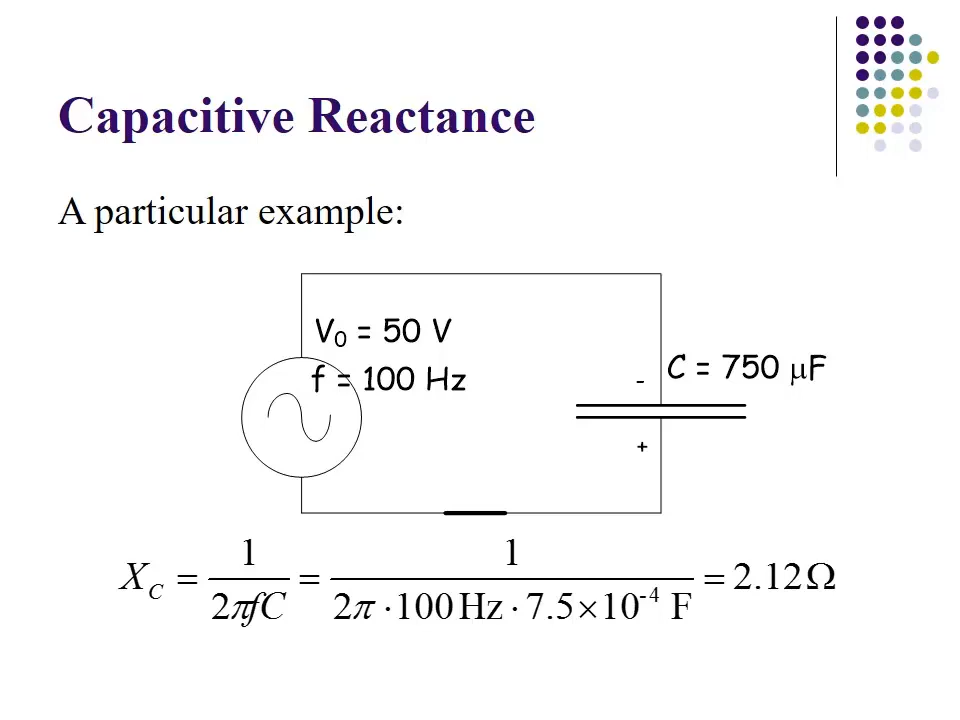 Capacitive Reactance
A particular example:
V₀ = 50 V
f = 100 Hz
C = 750 μF
-
+
X_C = 1/(2πfC) = 1/(2π · 100 Hz · 7.5×10⁻⁴ F) = 2.12 Ω